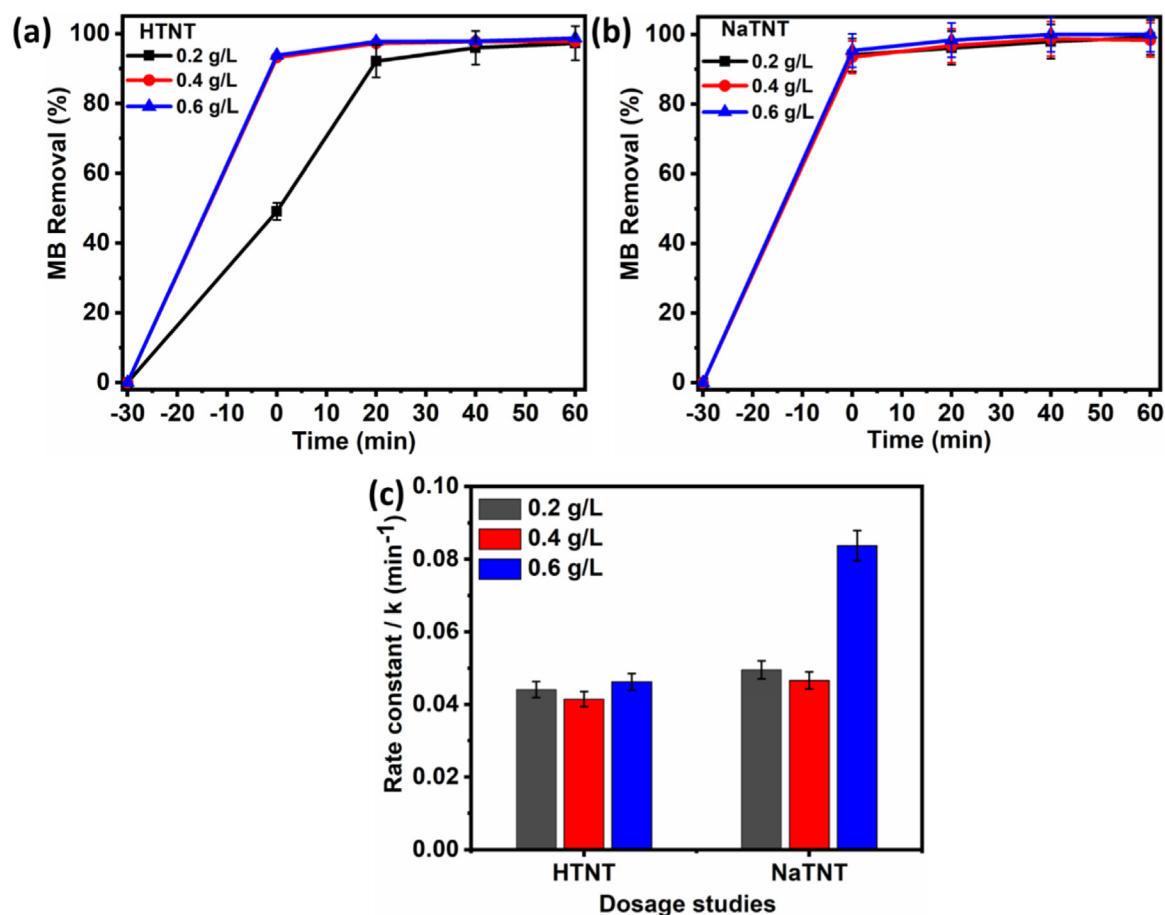 (a)
HTNT
0.2 g/L
0.4 g/L
0.6 g/L
MB Removal (%)
100
80
60
40
20
0
-30 -20 -10 0 10 20 30 40 50 60
Time (min)
(b)
NaTNT
0.2 g/L
0.4 g/L
0.6 g/L
MB Removal (%)
100
80
60
40
20
0
-30 -20 -10 0 10 20 30 40 50 60
Time (min)
(c)
0.2 g/L
0.4 g/L
0.6 g/L
Rate constant / k (min⁻¹)
0.10
0.08
0.06
0.04
0.02
0.00
HTNT NaTNT
Dosage studies